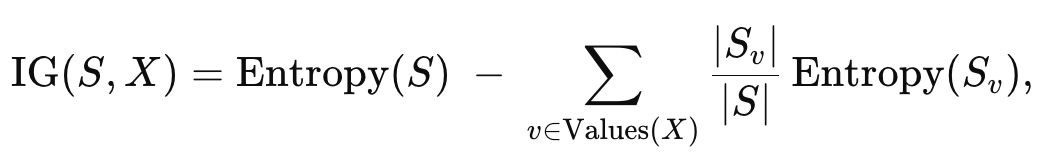 IG(S, X) = Entropy(S) − ∑_{v∈Values(X)} |S_v|/|S| Entropy(S_v),